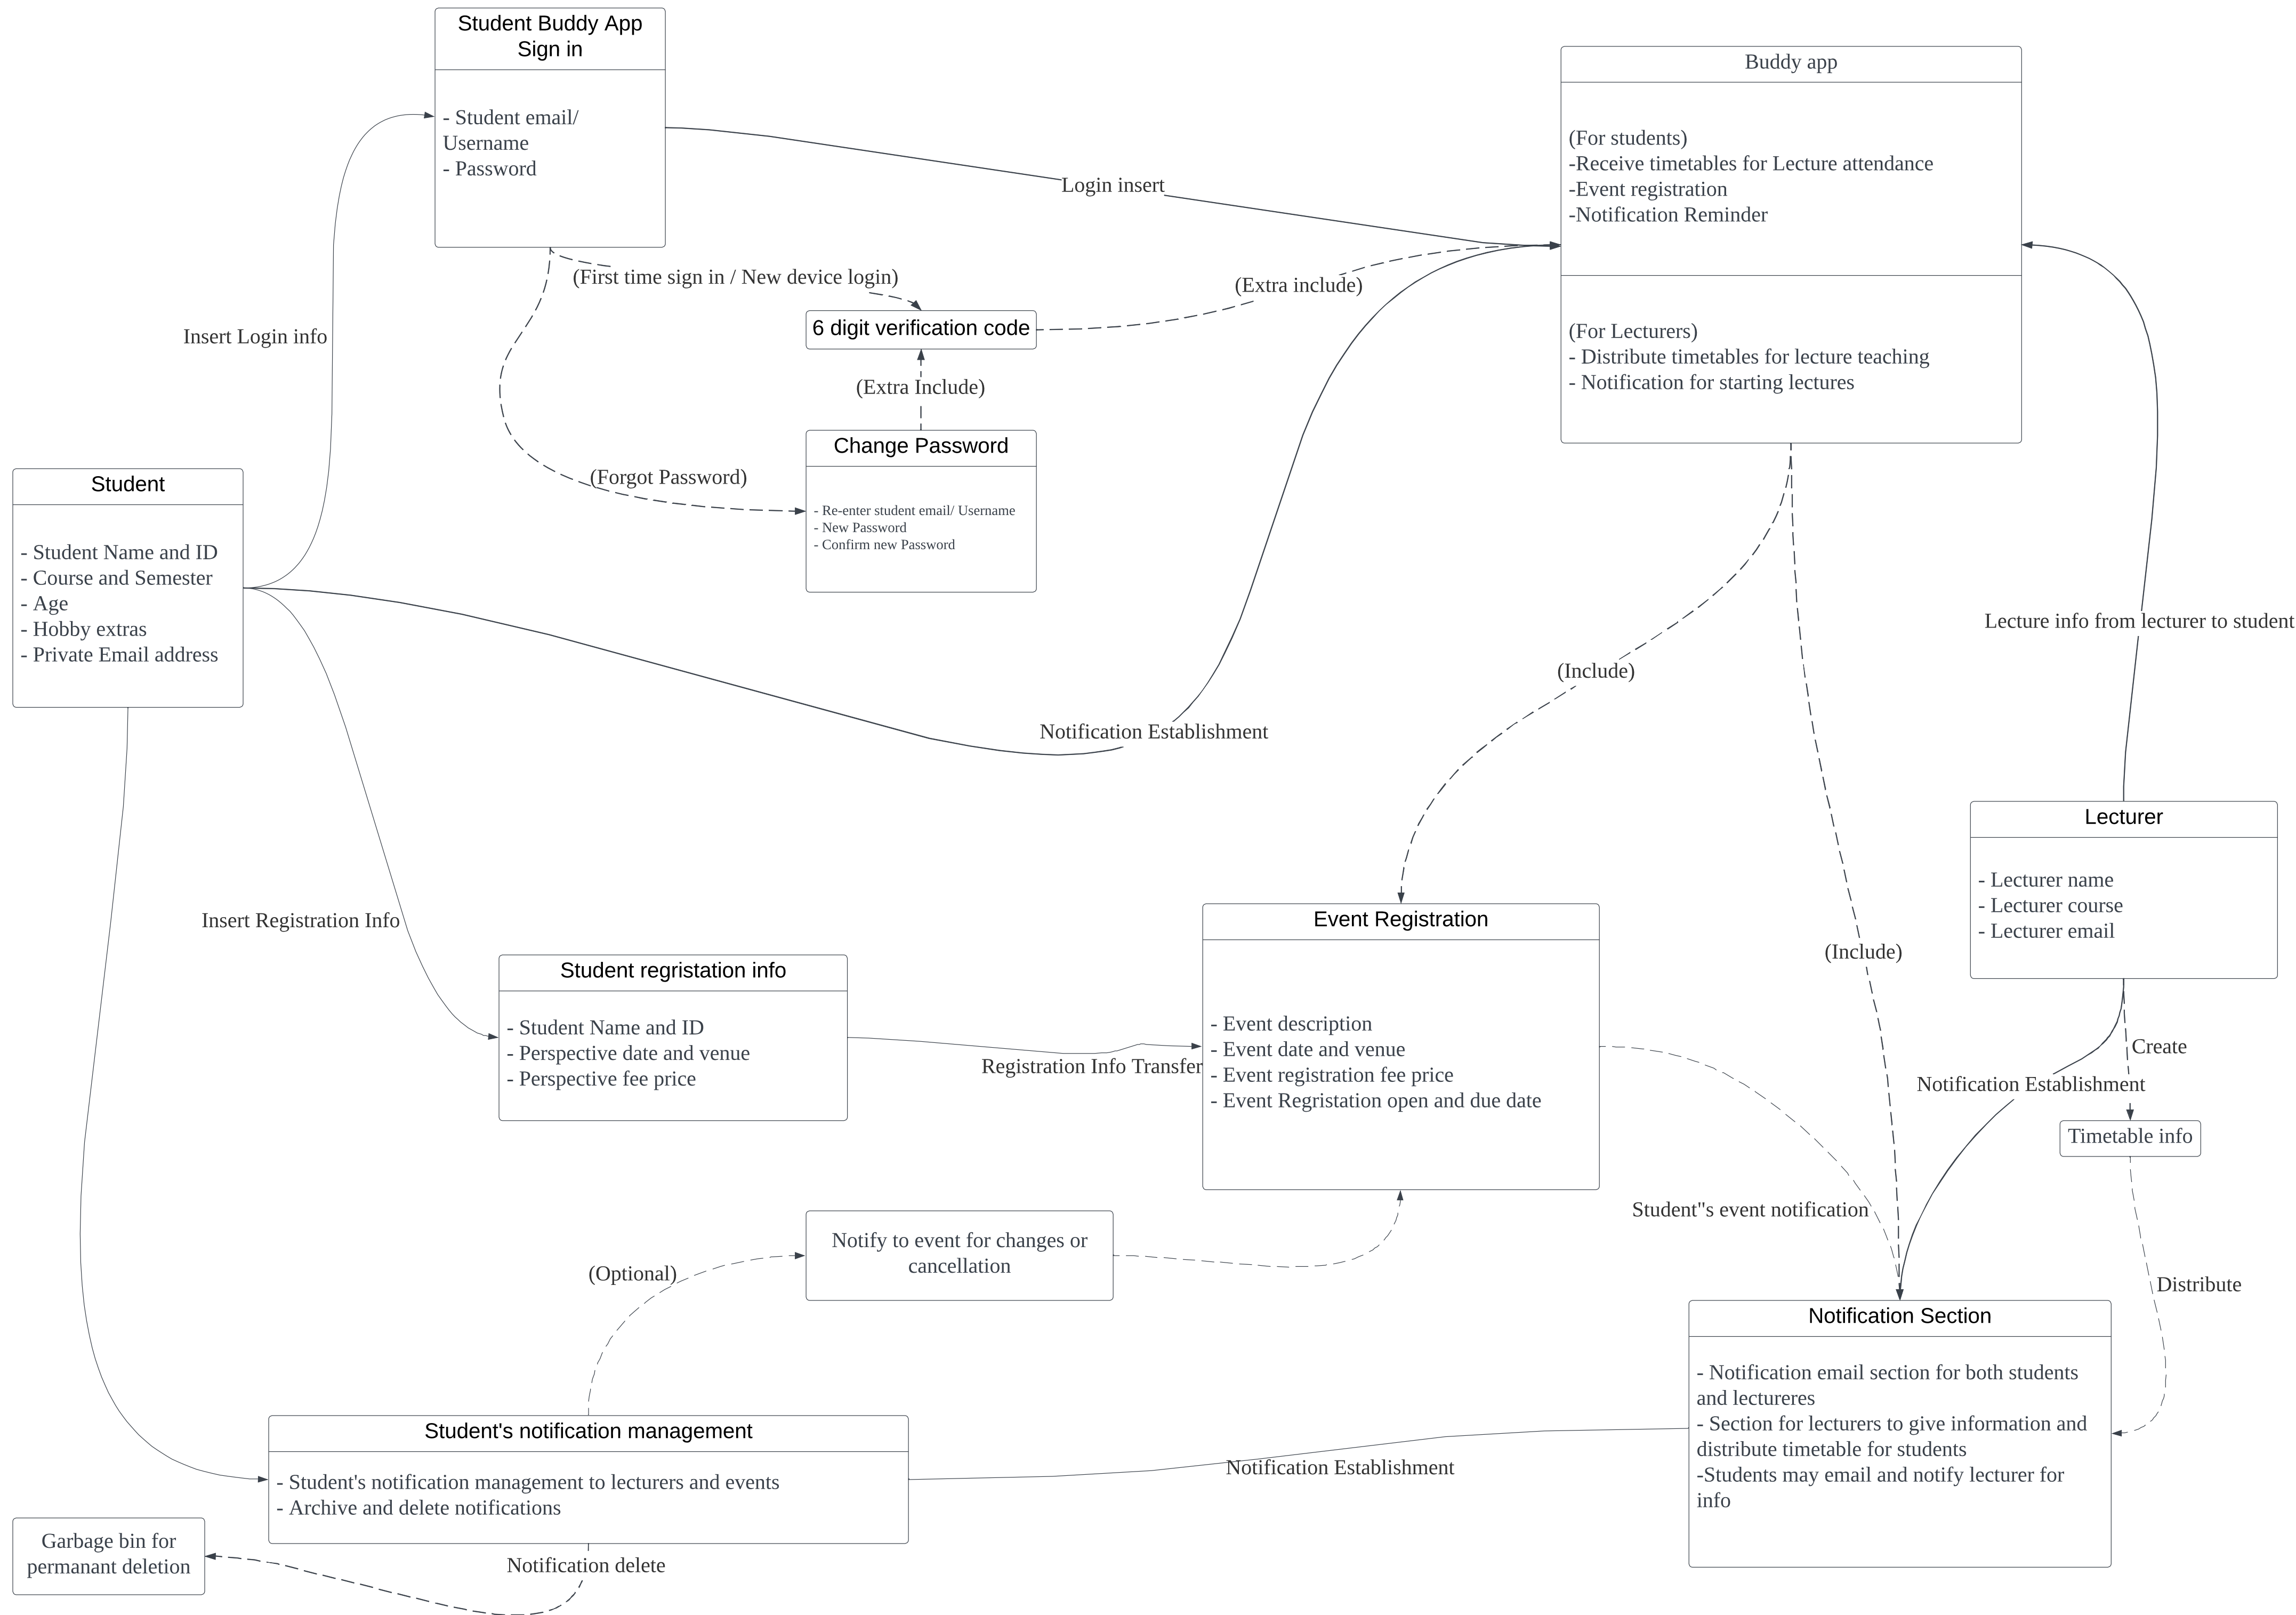 Student Buddy App
Sign in
- Student email/
Username
- Password
Buddy app
(For students)
-Receive timetables for Lecture attendance
-Event registration
-Notification Reminder
(For Lecturers)
- Distribute timetables for lecture teaching
- Notification for starting lectures
Login insert
(First time sign in / New device login)
(Extra include)
6 digit verification code
Insert Login info
(Extra Include)
Change Password
- Re-enter student email/ Username
- New Password
- Confirm new Password
(Forgot Password)
Student
- Student Name and ID
- Course and Semester
- Age
- Hobby extras
- Private Email address
Lecture info from lecturer to student
(Include)
Notification Establishment
Lecturer
- Lecturer name
- Lecturer course
- Lecturer email
Insert Registration Info
Event Registration
- Event description
- Event date and venue
- Event registration fee price
- Event Regristation open and due date
(Include)
Student regristation info
- Student Name and ID
- Perspective date and venue
- Perspective fee price
Registration Info Transfer
Create
Notification Establishment
Timetable info
Student"s event notification
Notify to event for changes or
cancellation
(Optional)
Distribute
Notification Section
- Notification email section for both students
and lectureres
- Section for lecturers to give information and
distribute timetable for students
-Students may email and notify lecturer for
info
Student's notification management
- Student's notification management to lecturers and events
- Archive and delete notifications
Notification Establishment
Garbage bin for
permanant deletion
Notification delete